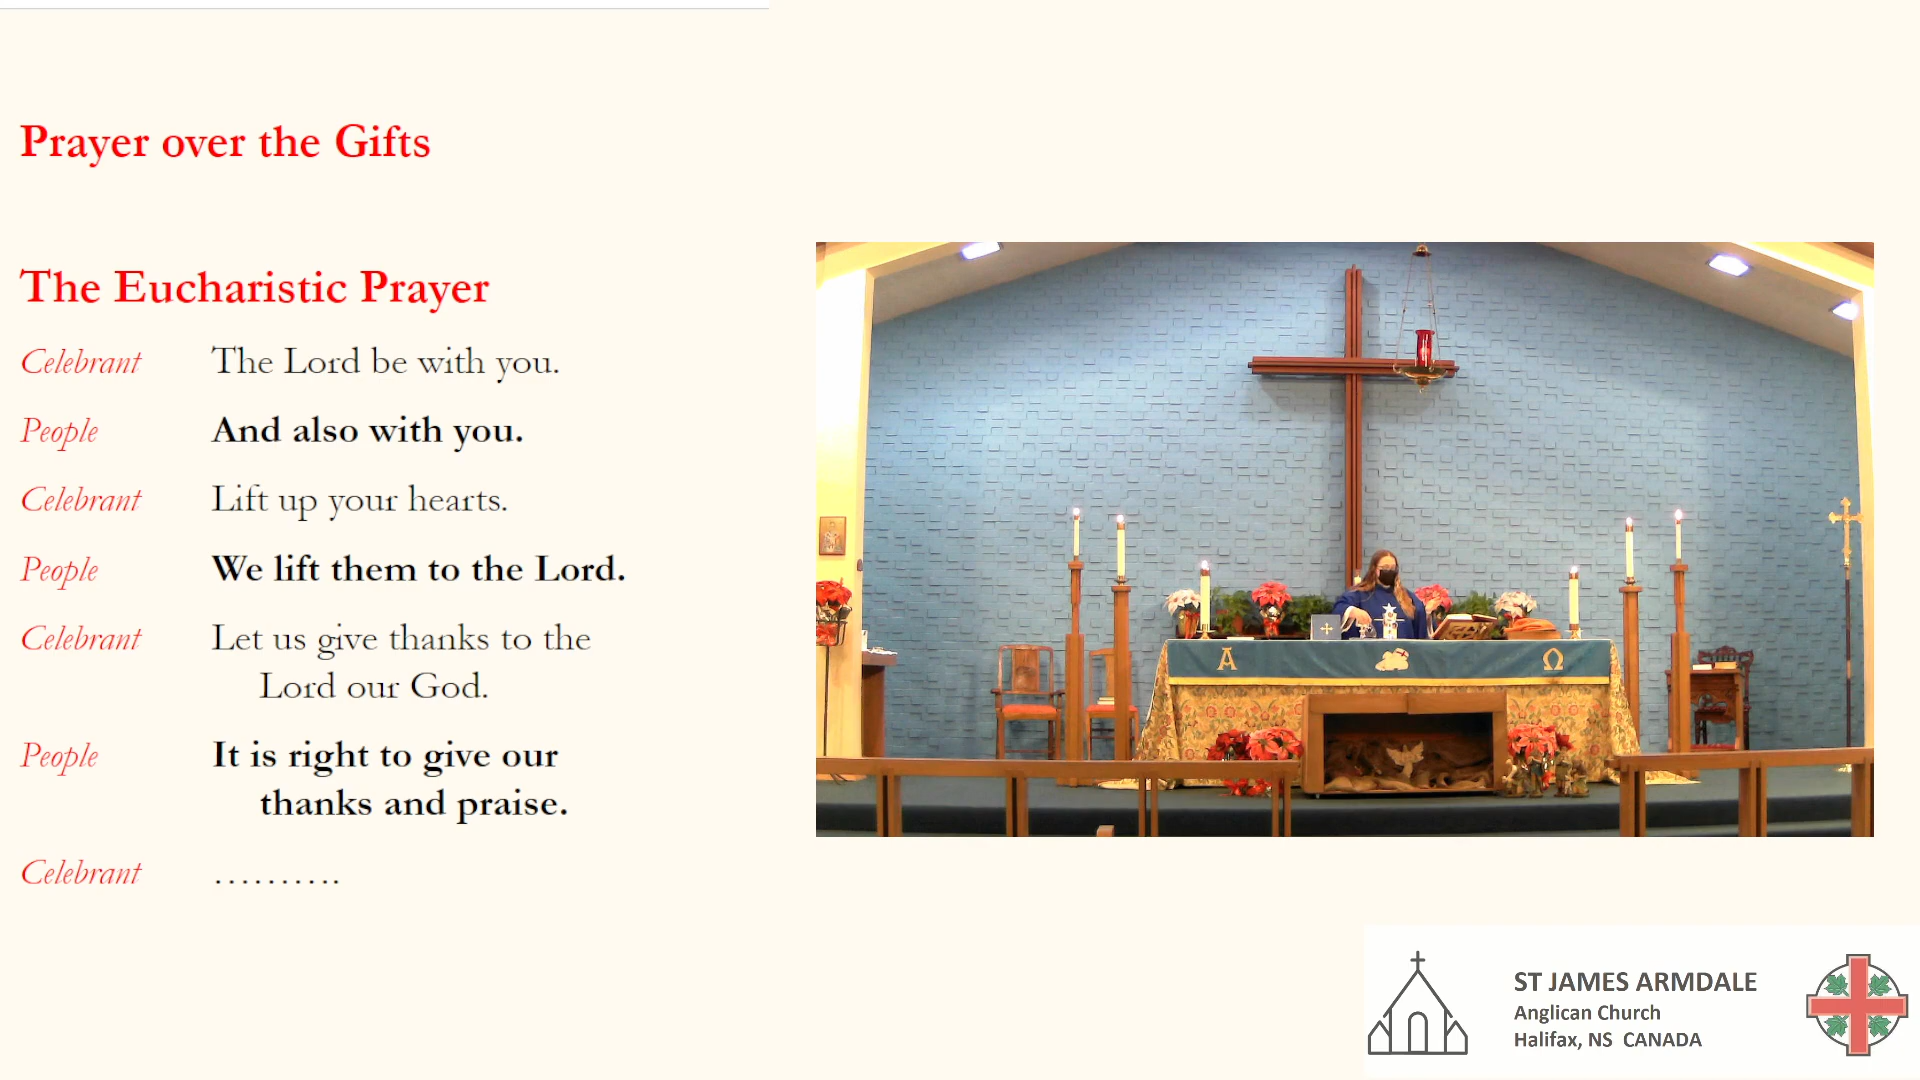 Prayer over the Gifts
The Eucharistic Prayer
Celebrant The Lord be with you.
People And also with you.
Celebrant Lift up your hearts.
People We lift them to the Lord.
Celebrant Let us give thanks to the
Lord our God.
People It is right to give our
thanks and praise.
Celebrant ..........
Α Ω
ST JAMES ARMDALE
Anglican Church
Halifax, NS CANADA